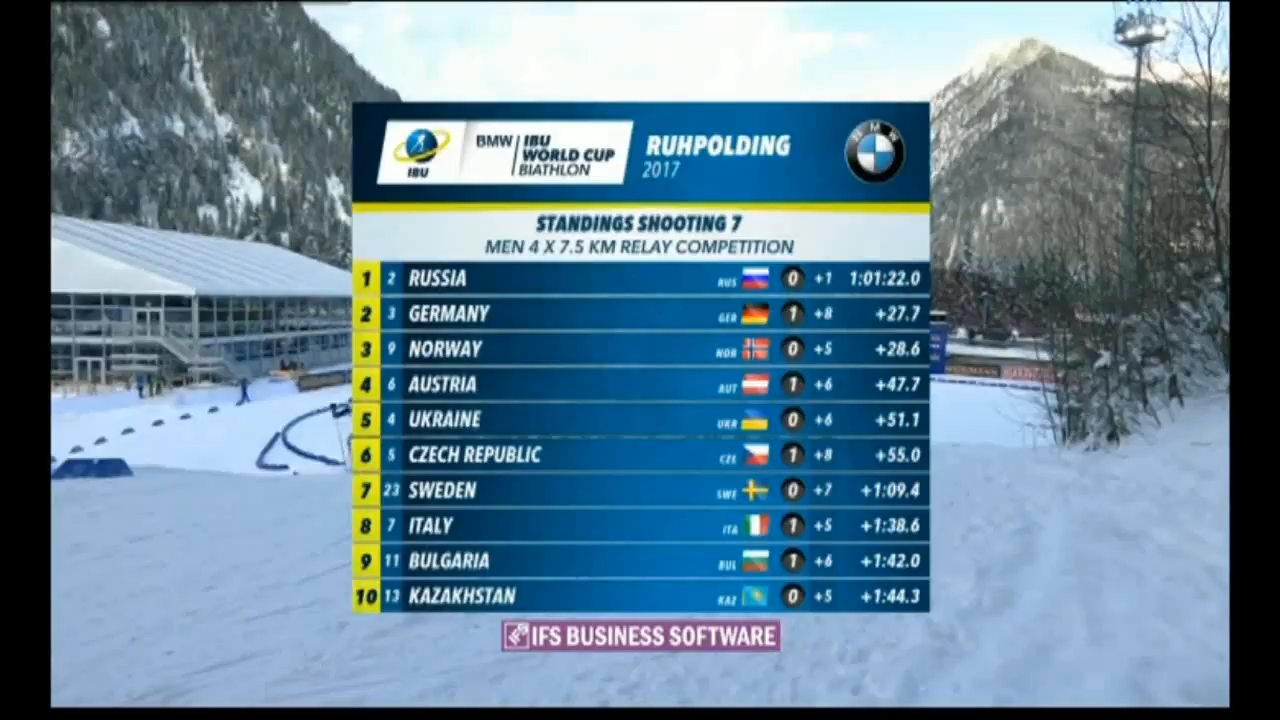 BMW IBU WORLD CUP BIATHLON
IBU
RUHPOLDING
2017
BMW
STANDINGS SHOOTING 7
MEN 4 X 7.5 KM RELAY COMPETITION
1 2 RUSSIA RUS 0 +1 1:01:22.0
2 3 GERMANY GER 1 +8 +27.7
3 9 NORWAY NOR 0 +5 +28.6
4 6 AUSTRIA AUT 1 +6 +47.7
5 4 UKRAINE UKR 0 +6 +51.1
6 5 CZECH REPUBLIC CZE 1 +8 +55.0
7 23 SWEDEN SWE 0 +7 +1:09.4
8 7 ITALY ITA 1 +5 +1:38.6
9 11 BULGARIA BUL 1 +6 +1:42.0
10 13 KAZAKHSTAN KAZ 0 +5 +1:44.3
IFS BUSINESS SOFTWARE